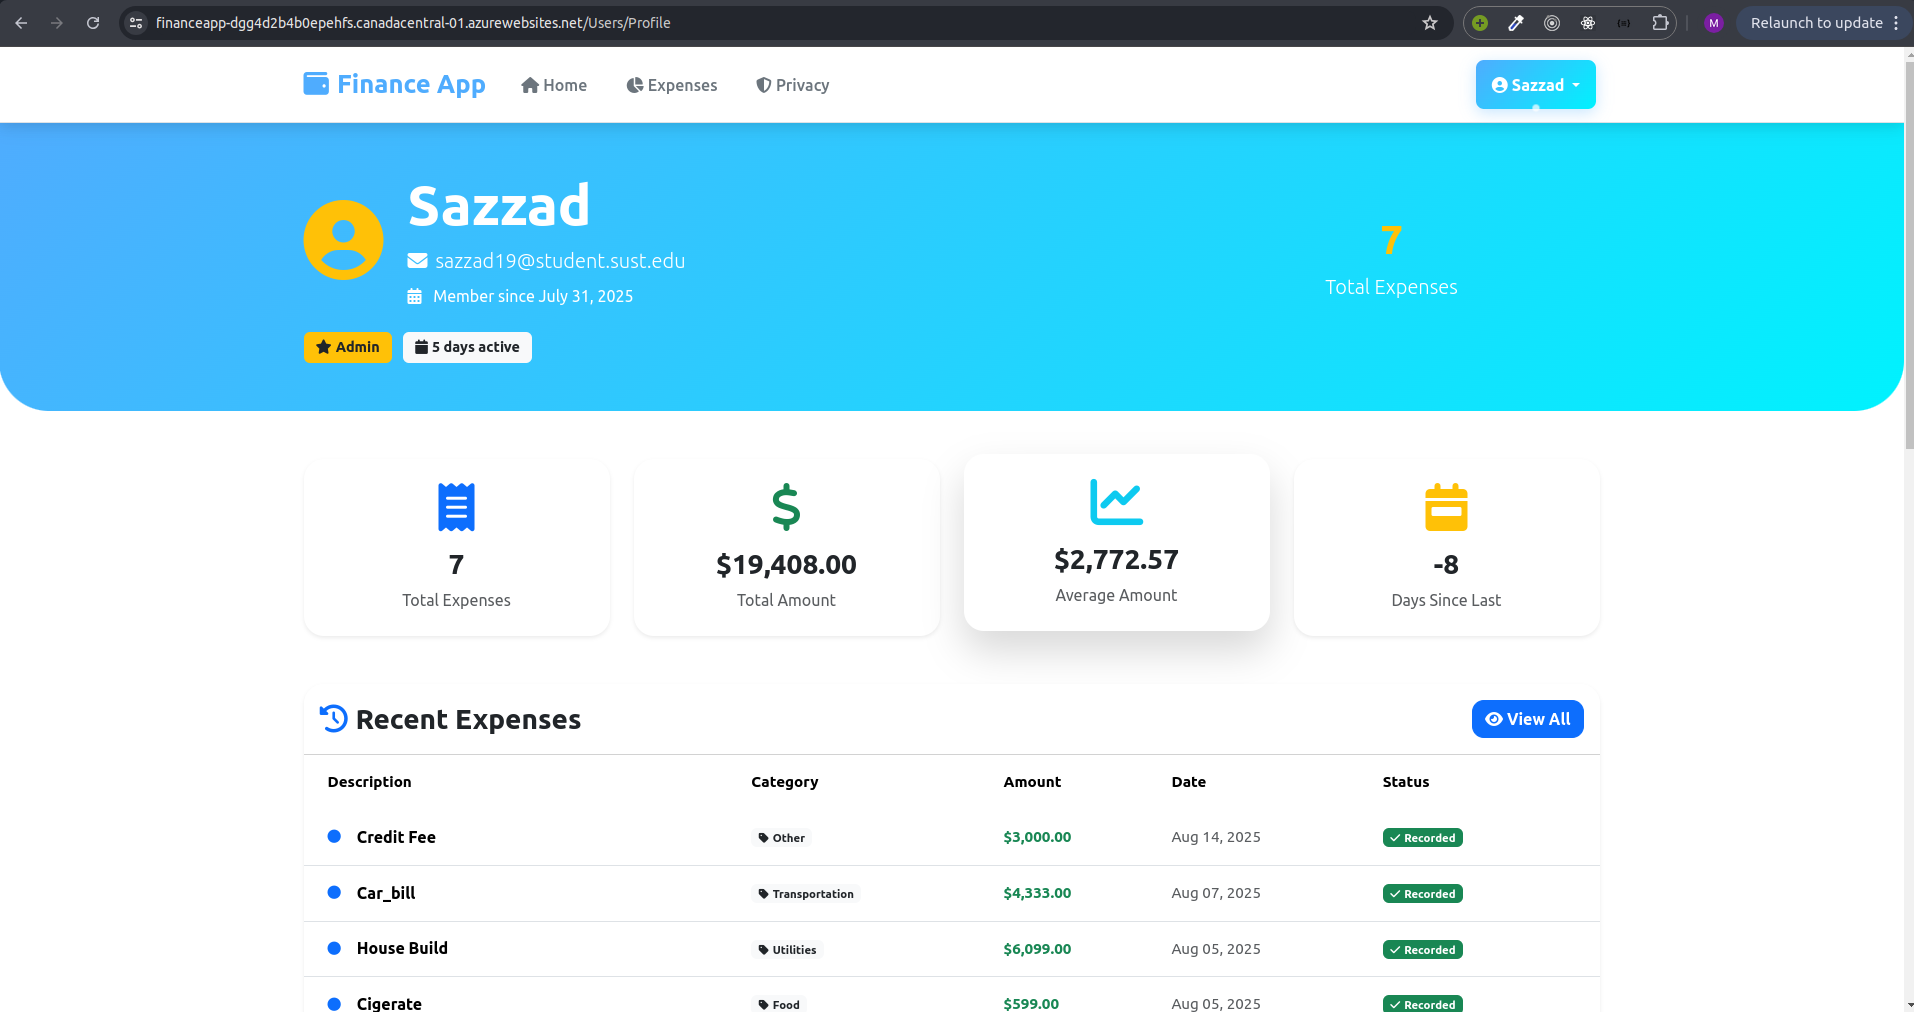 financeapp-dgg4d2b4b0epehfs.canadacentral-01.azurewebsites.net/Users/Profile
M
Relaunch to update
Finance App
Home
Expenses
Privacy
Sazzad
Sazzad
sazzad19@student.sust.edu
Member since July 31, 2025
Admin
5 days active
7
Total Expenses
7
Total Expenses
$19,408.00
Total Amount
$2,772.57
Average Amount
-8
Days Since Last
Recent Expenses
View All
Description Category Amount Date Status
Credit Fee Other $3,000.00 Aug 14, 2025 Recorded
Car_bill Transportation $4,333.00 Aug 07, 2025 Recorded
House Build Utilities $6,099.00 Aug 05, 2025 Recorded
Cigerate Food $599.00 Aug 05, 2025 Recorded